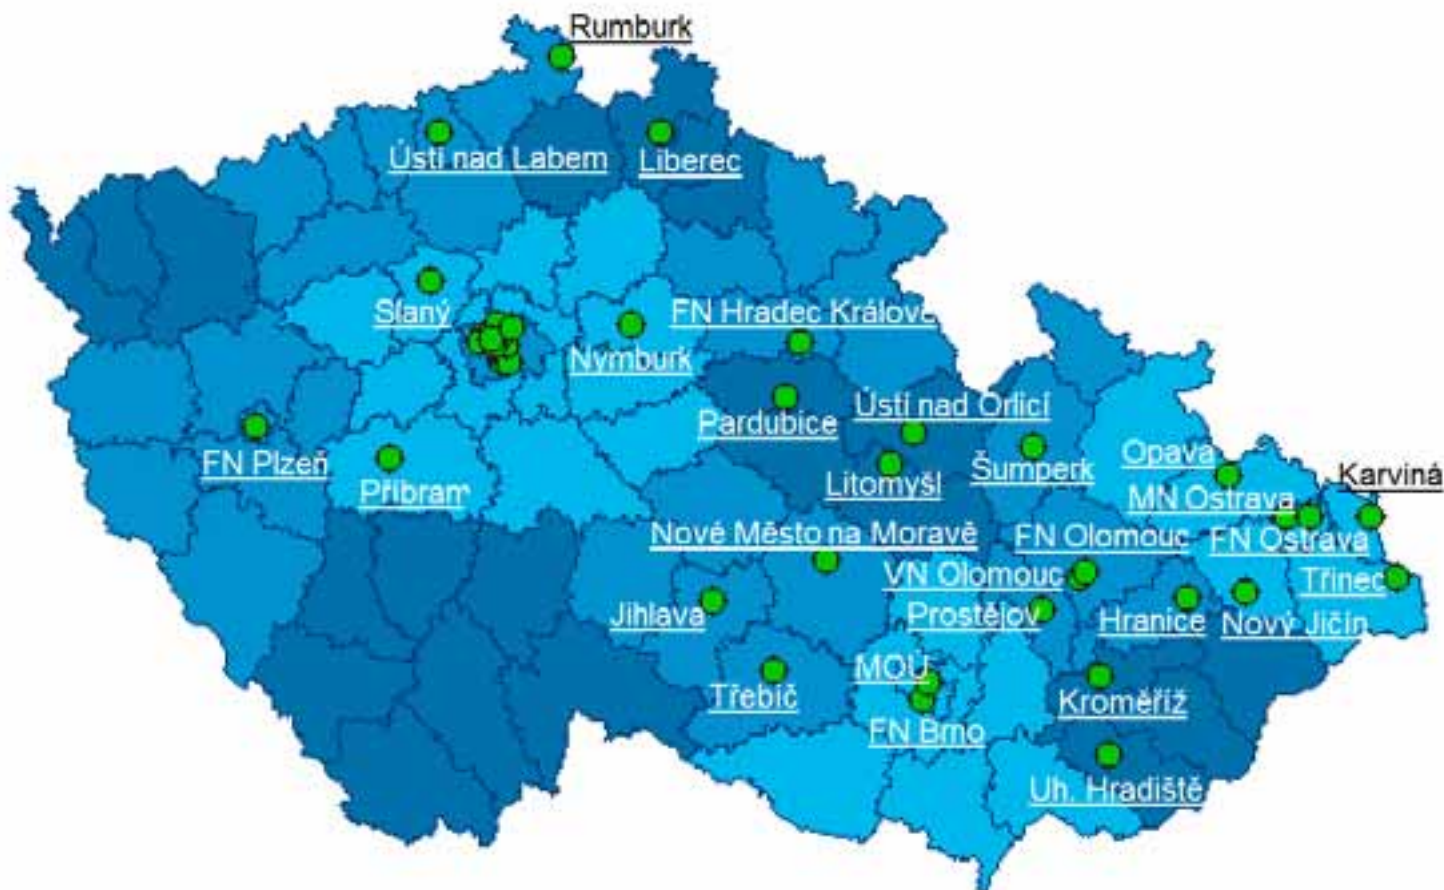 Rumburk
Ústí nad Labem
Liberec
Slaný
FN Hradec Králové
Nymburk
Pardubice
Ústí nad Orlicí
FN Plzeň
Příbram
Litomyšl
Šumperk
Opava
Karviná
MN Ostrava
Nové Město na Moravě
FN Olomouc
FN Ostrava
VN Olomouc
Třinec
Jihlava
Prostějov
Hranice
Nový Jičín
MOÚ
Třebíč
Kroměříž
FN Brno
Uh. Hradiště